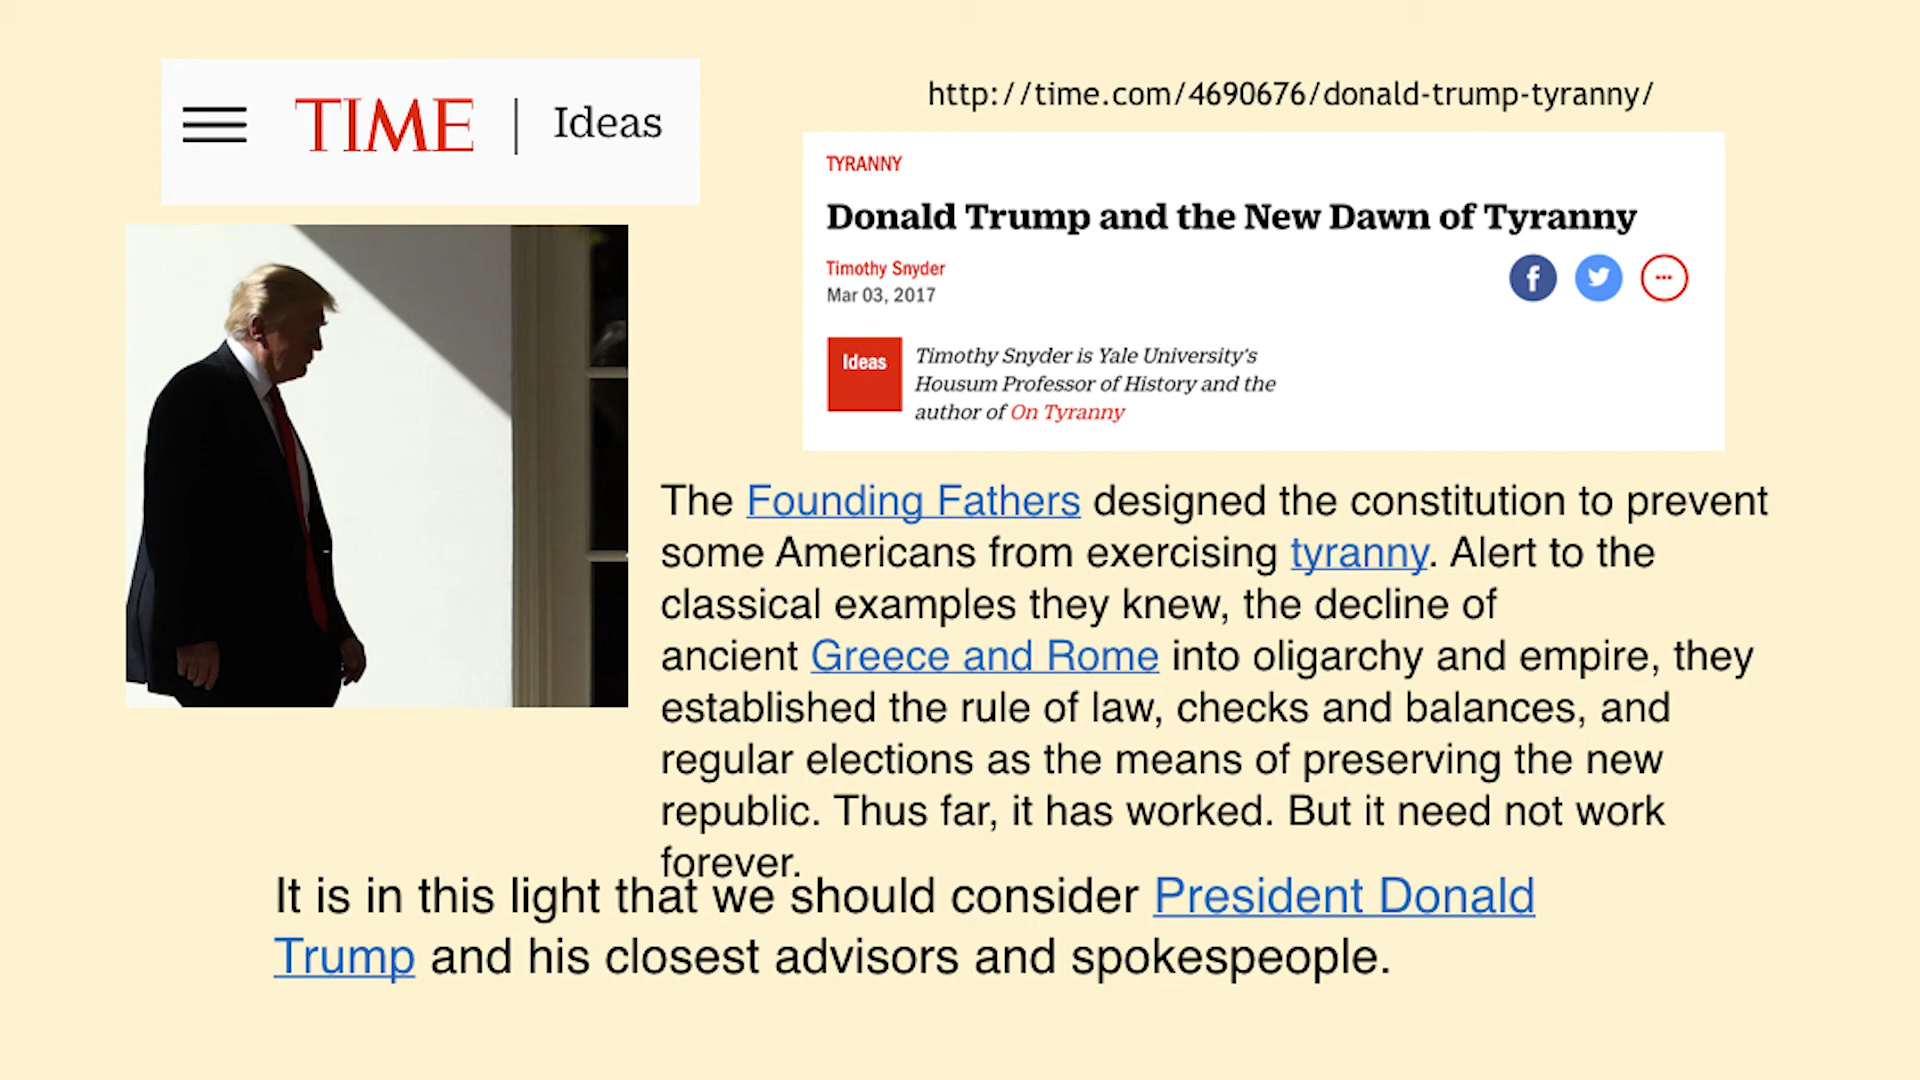 TIME | Ideas
http://time.com/4690676/donald-trump-tyranny/
TYRANNY
Donald Trump and the New Dawn of Tyranny
Timothy Snyder
Mar 03, 2017
Ideas
Timothy Snyder is Yale University's
Housum Professor of History and the
author of On Tyranny
The Founding Fathers designed the constitution to prevent
some Americans from exercising tyranny. Alert to the
classical examples they knew, the decline of
ancient Greece and Rome into oligarchy and empire, they
established the rule of law, checks and balances, and
regular elections as the means of preserving the new
republic. Thus far, it has worked. But it need not work
forever.
It is in this light that we should consider President Donald
Trump and his closest advisors and spokespeople.